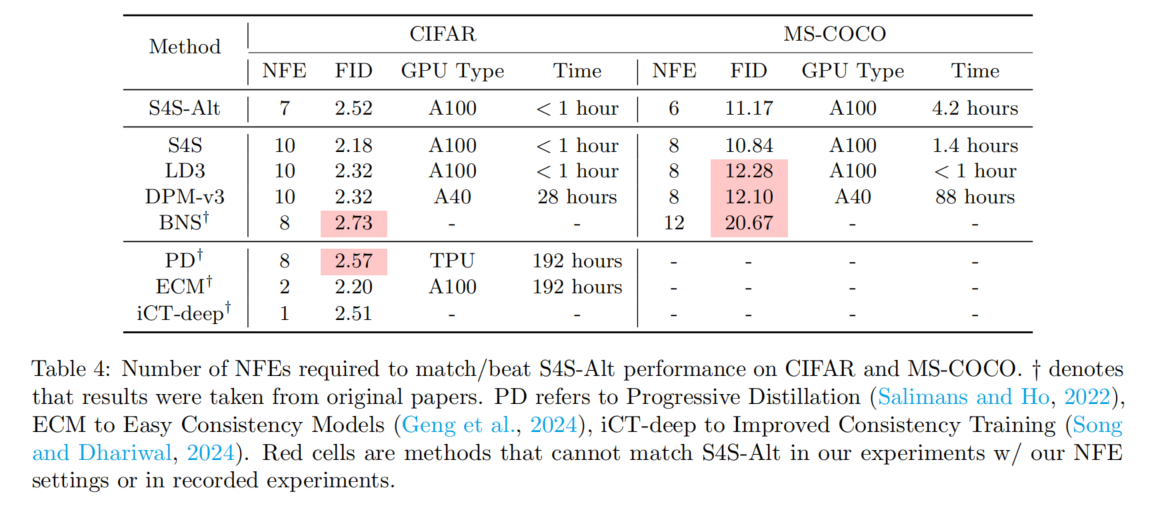 Method CIFAR MS-COCO
NFE FID GPU Type Time NFE FID GPU Type Time
S4S-Alt 7 2.52 A100 < 1 hour 6 11.17 A100 4.2 hours
S4S 10 2.18 A100 < 1 hour 8 10.84 A100 1.4 hours
LD3 10 2.32 A100 < 1 hour 8 12.28 A100 < 1 hour
DPM-v3 10 2.32 A40 28 hours 8 12.10 A40 88 hours
BNS† 8 2.73 - - 12 20.67 - -
PD† 8 2.57 TPU 192 hours - - - -
ECM† 2 2.20 A100 192 hours - - - -
iCT-deep† 1 2.51 - - - - - -
Table 4: Number of NFEs required to match/beat S4S-Alt performance on CIFAR and MS-COCO. † denotes
that results were taken from original papers. PD refers to Progressive Distillation (Salimans and Ho, 2022),
ECM to Easy Consistency Models (Geng et al., 2024), iCT-deep to Improved Consistency Training (Song
and Dhariwal, 2024). Red cells are methods that cannot match S4S-Alt in our experiments w/ our NFE
settings or in recorded experiments.